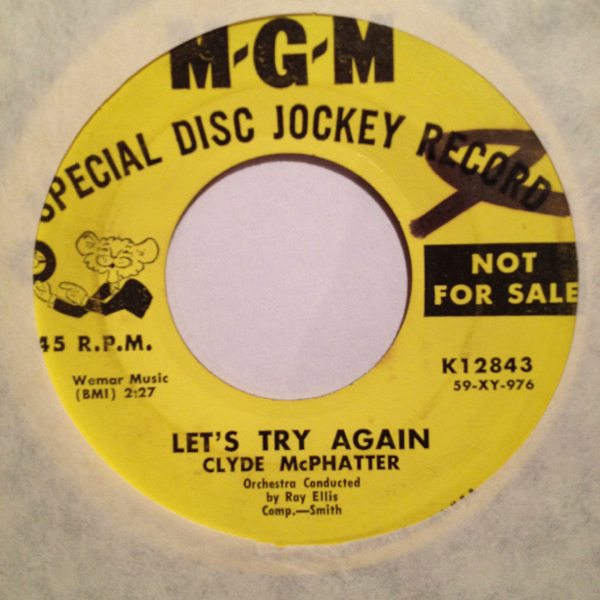 M-G-M
SPECIAL DISC JOCKEY RECORD
NOT
FOR SALE
45 R.P.M.
K12843
59-XY-976
Wemar Music
(BMI) 2:27
LET'S TRY AGAIN
CLYDE McPHATTER
Orchestra Conducted
by Ray Ellis
Comp.—Smith